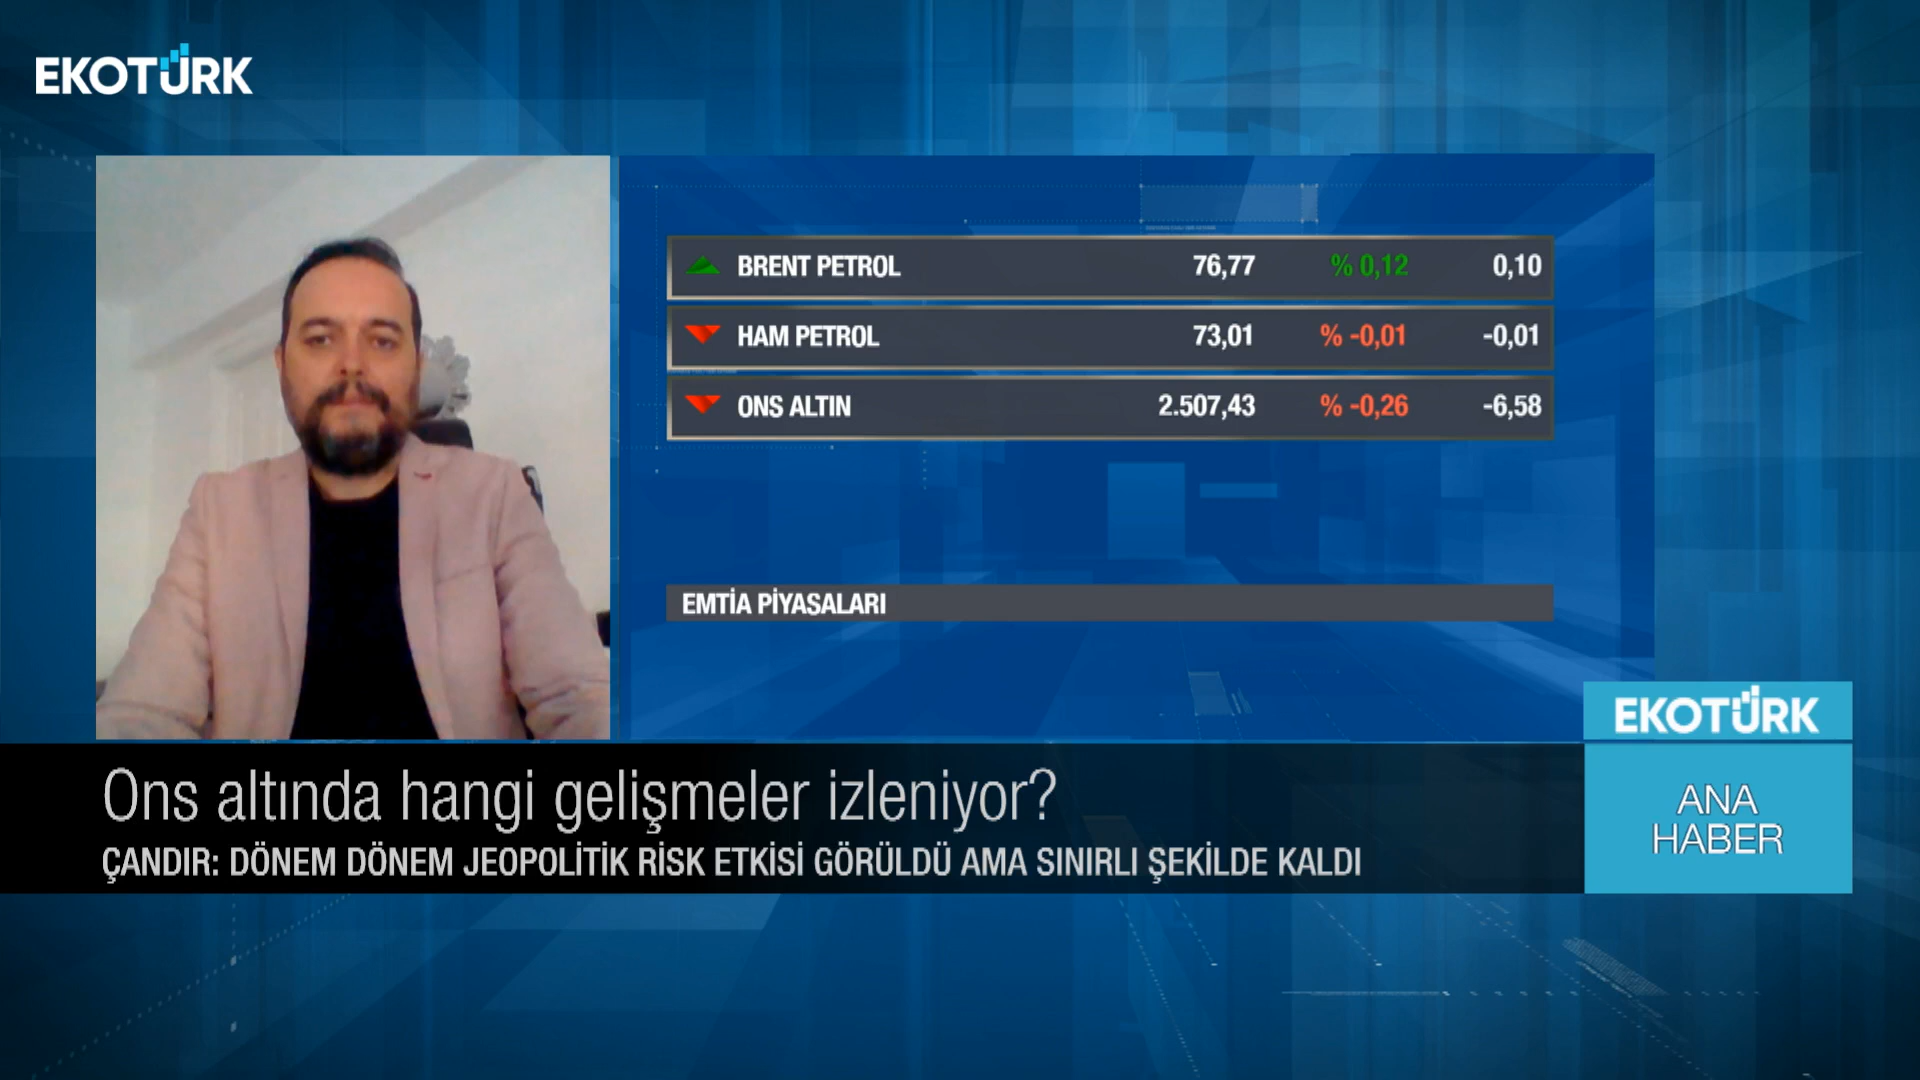 EKOTÜRK
BRENT PETROL 76,77 % 0,12 0,10
HAM PETROL 73,01 % -0,01 -0,01
ONS ALTIN 2.507,43 % -0,26 -6,58
EMTİA PİYASALARI
EKOTÜRK
ANA
HABER
Ons altında hangi gelişmeler izleniyor?
ÇANDIR: DÖNEM DÖNEM JEOPOLİTİK RİSK ETKİSİ GÖRÜLDÜ AMA SINIRLI ŞEKİLDE KALDI